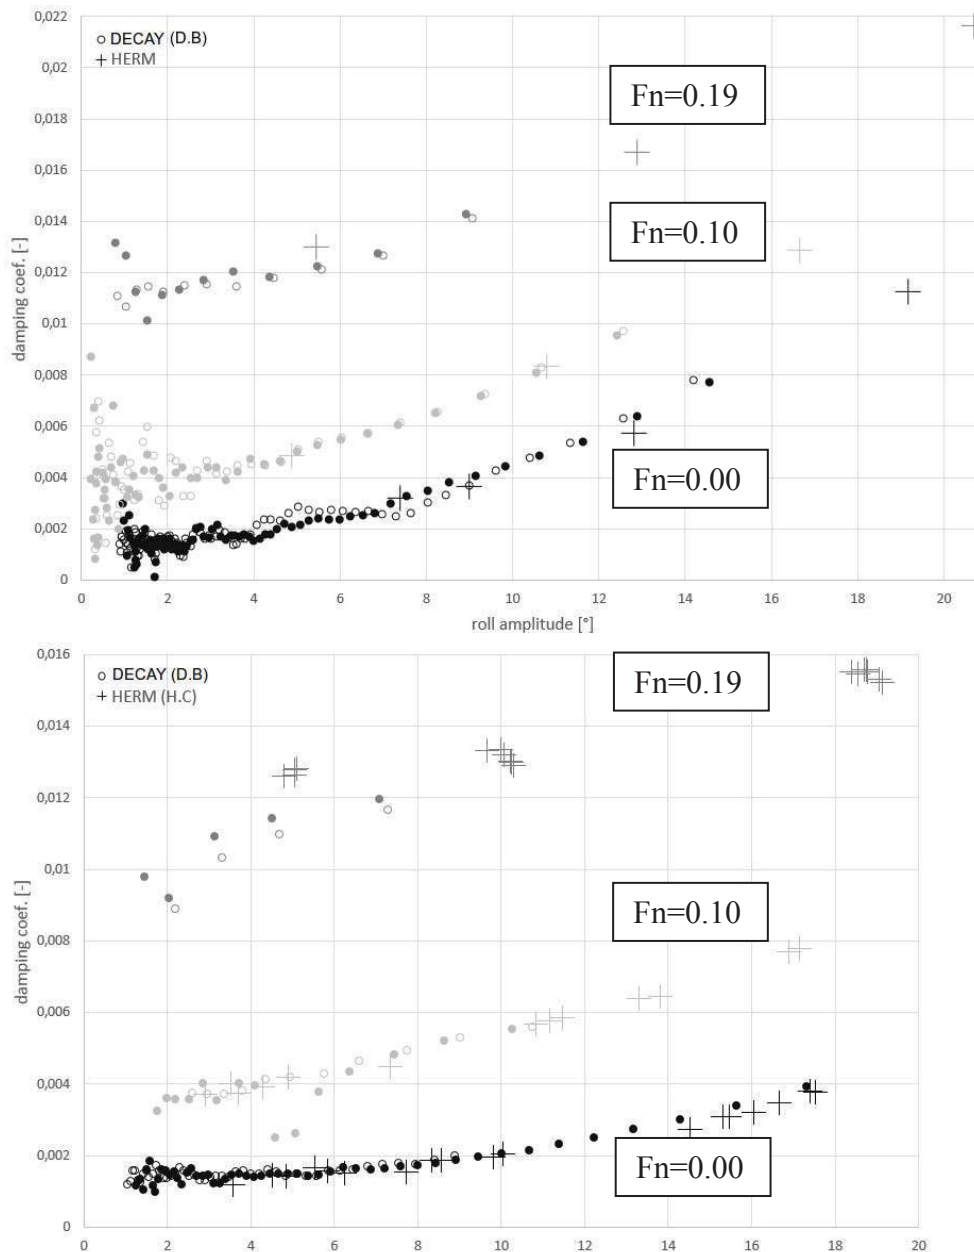 0,022
DECAY (D.B)
HERM
0,02
Fn=0.19
0,018
0,016
0,014
Fn=0.10
0,012
damping coef. [-]
0,01
0,008
0,006
0,004
Fn=0.00
0,002
0
0 2 4 6 8 10 12 14 16 18 20
roll amplitude [°]
0,016
DECAY (D.B)
HERM (H.C)
Fn=0.19
0,014
0,012
0,01
damping coef. [-]
Fn=0.10
0,008
0,006
0,004
0,002
Fn=0.00
0
0 2 4 6 8 10 12 14 16 18 20